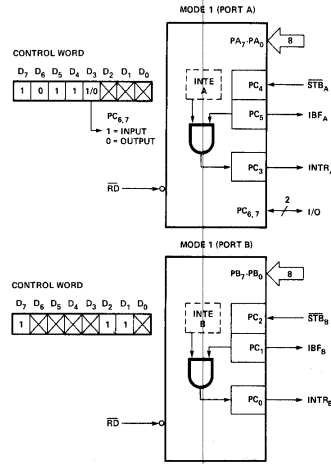 MODE 1 (PORT A)
PA7-PA0 8
CONTROL WORD
D7 D6 D5 D4 D3 D2 D1 D0
1 0 1 1 1/0
PC6,7
1 = INPUT
0 = OUTPUT
INTE
A
PC4 STBA
PC5 IBFA
PC3 INTRA
RD
PC6,7 2 I/O
MODE 1 (PORT B)
PB7-PB0 8
CONTROL WORD
D7 D6 D5 D4 D3 D2 D1 D0
1 1 1
INTE
B
PC2 STBB
PC1 IBFB
PC0 INTRB
RD